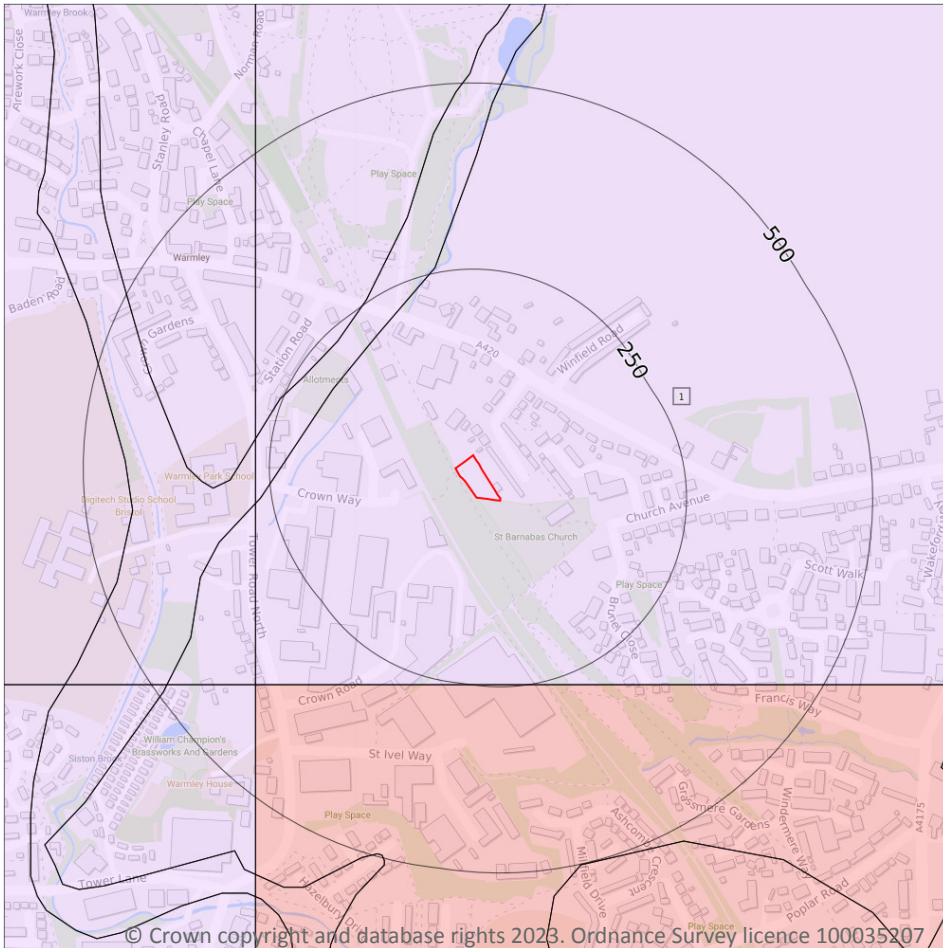 Warmley Brook
Arework Close
Norman Road
Stanley Road
Chapel Lane
Play Space
Play Space
Warmley
Baden Road
Gardens
Station Road
A420
Winfield Road
500
250
1
Allotments
Warmley Park School
Digitech Studio School
Bristol
Crown Way
Church Avenue
St Barnabas Church
Tower Road North
Play Space
Scott Walk
Brunel Close
Crown Road
Francis Way
William Champion's
Brassworks And Gardens
Siston Brook
St Ivel Way
Warmley House
Play Space
Grassmere Gardens
Ashcombe Crescent
Millfield Drive
A4175
Poplar Road
Tower Lane
Play Space
© Crown copyright and database rights 2023. Ordnance Survey licence 100035207.